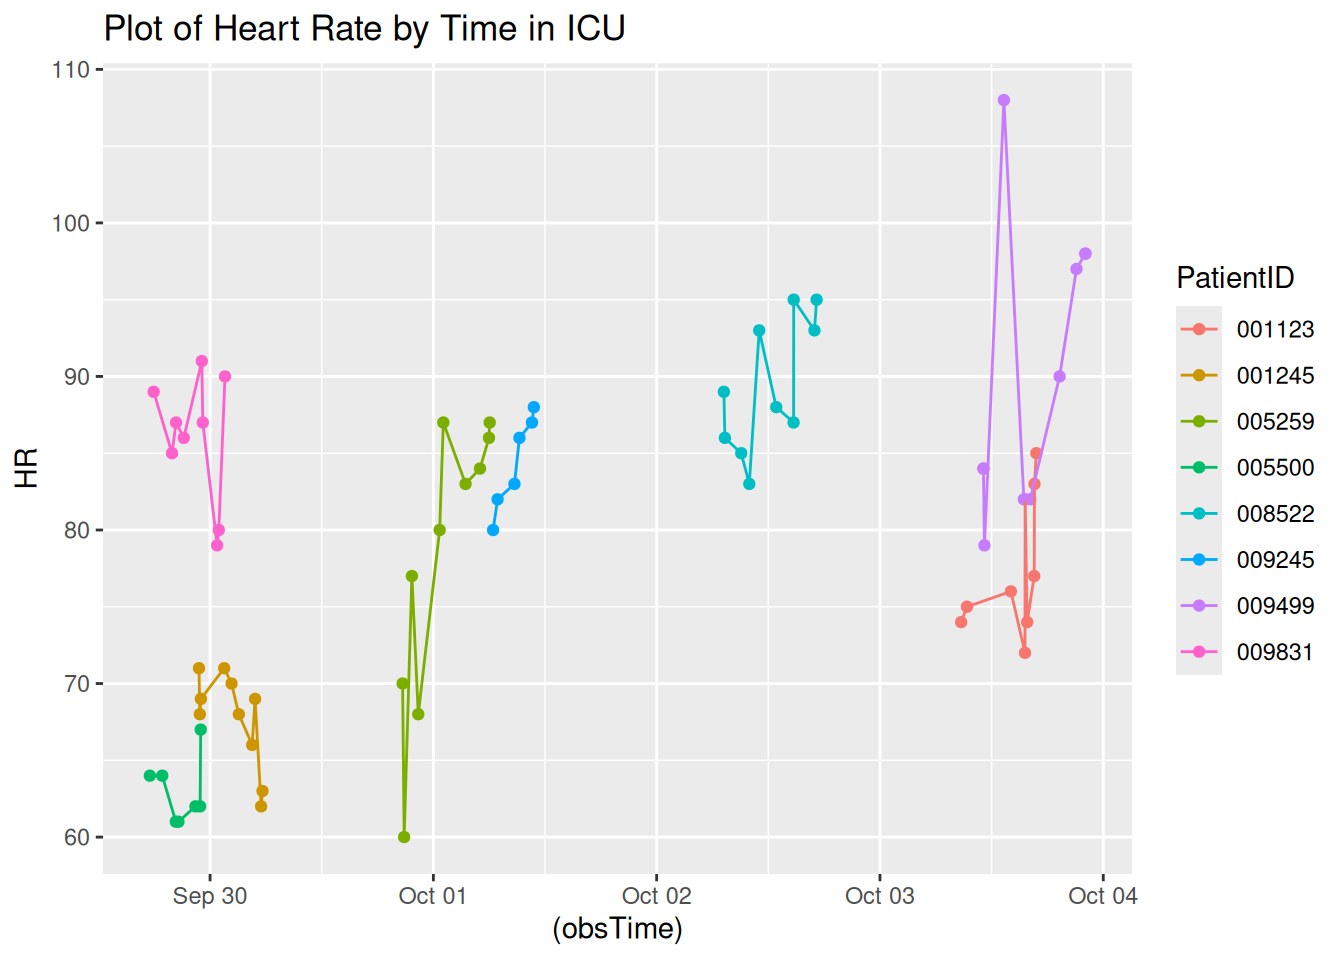 Plot of Heart Rate by Time in ICU
110
100
90
80
70
60
HR
Sep 30
Oct 01
Oct 02
Oct 03
Oct 04
(obsTime)
PatientID
001123
001245
005259
005500
008522
009245
009499
009831